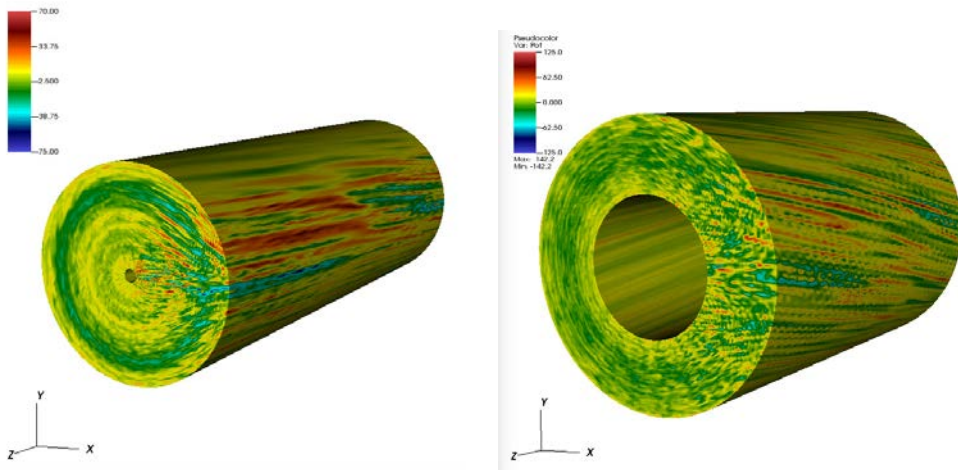 70.00
33.75
-2.500
-38.75
-75.00
Y
Z
X
Pseudocolor
Var: Pot
125.0
62.50
0.000
-62.50
-125.0
Max: 142.2
Min: -142.2
Y
Z
X